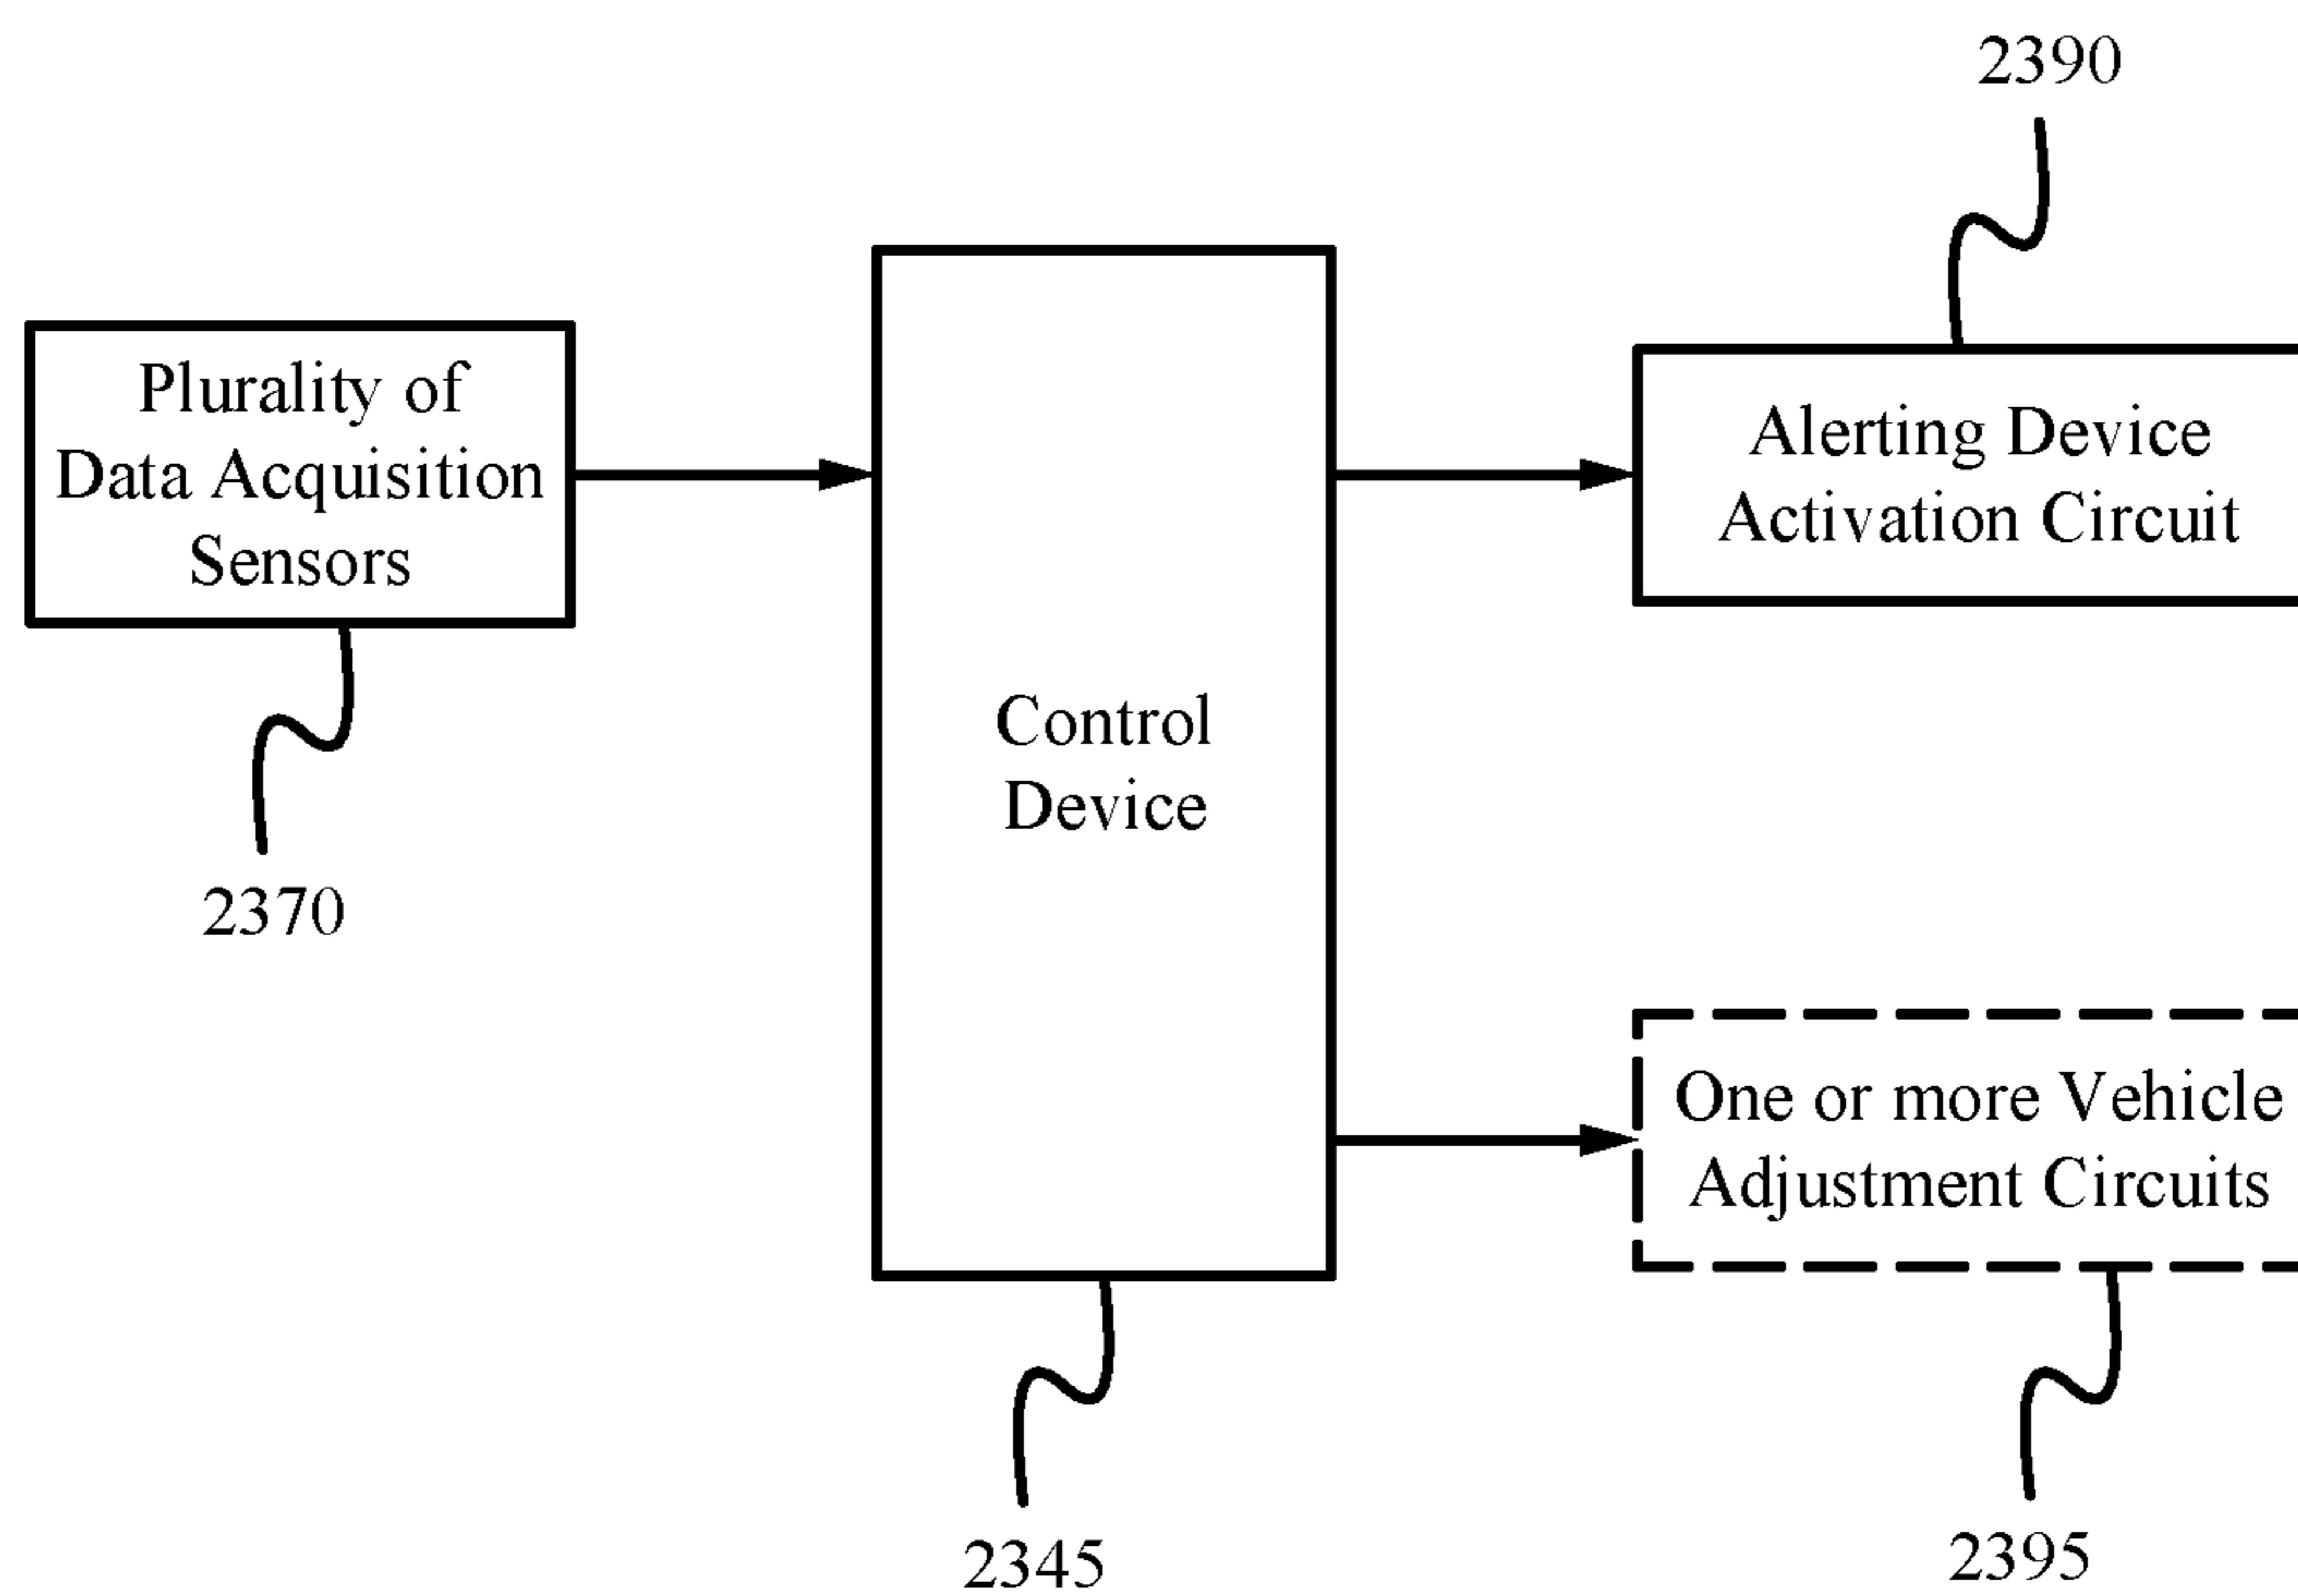 2390
Plurality of
Data Acquisition
Sensors
2370
Control
Device
2345
Alerting Device
Activation Circuit
One or more Vehicle
Adjustment Circuits
2395